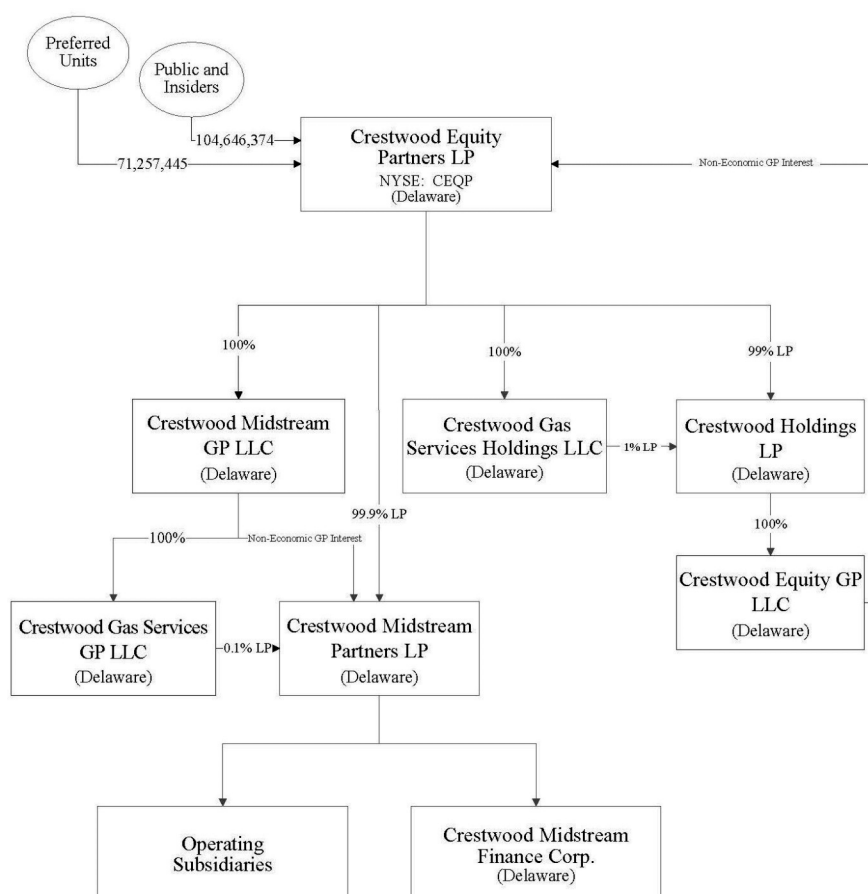 Preferred
Units
Public and
Insiders
104,646,374
71,257,445
Crestwood Equity
Partners LP
NYSE: CEQP
(Delaware)
Non-Economic GP Interest
100%
100%
99% LP
Crestwood Midstream
GP LLC
(Delaware)
Crestwood Gas
Services Holdings LLC
(Delaware)
1% LP
Crestwood Holdings
LP
(Delaware)
99.9% LP
100%
100%
Non-Economic GP Interest
Crestwood Gas Services
GP LLC
(Delaware)
0.1% LP
Crestwood Midstream
Partners LP
(Delaware)
Crestwood Equity GP
LLC
(Delaware)
Operating
Subsidiaries
Crestwood Midstream
Finance Corp.
(Delaware)